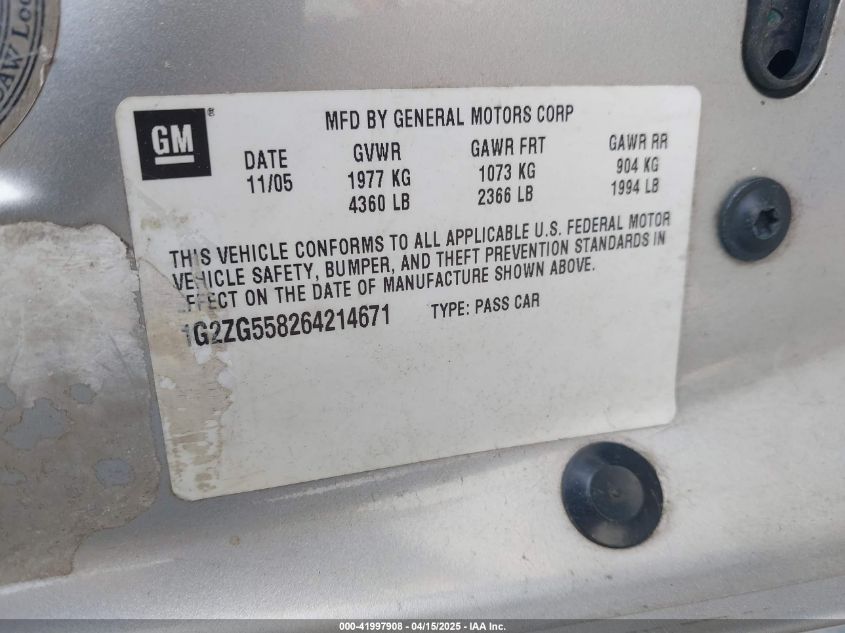 AW Loc
GM
®
MFD BY GENERAL MOTORS CORP
DATE GVWR GAWR FRT GAWR RR
11/05 1977 KG 1073 KG 904 KG
4360 LB 2366 LB 1994 LB
THIS VEHICLE CONFORMS TO ALL APPLICABLE U.S. FEDERAL MOTOR
VEHICLE SAFETY, BUMPER, AND THEFT PREVENTION STANDARDS IN
EFFECT ON THE DATE OF MANUFACTURE SHOWN ABOVE.
1G2ZG558264214671 TYPE: PASS CAR
000-41997908 - 04/15/2025 - IAA Inc.